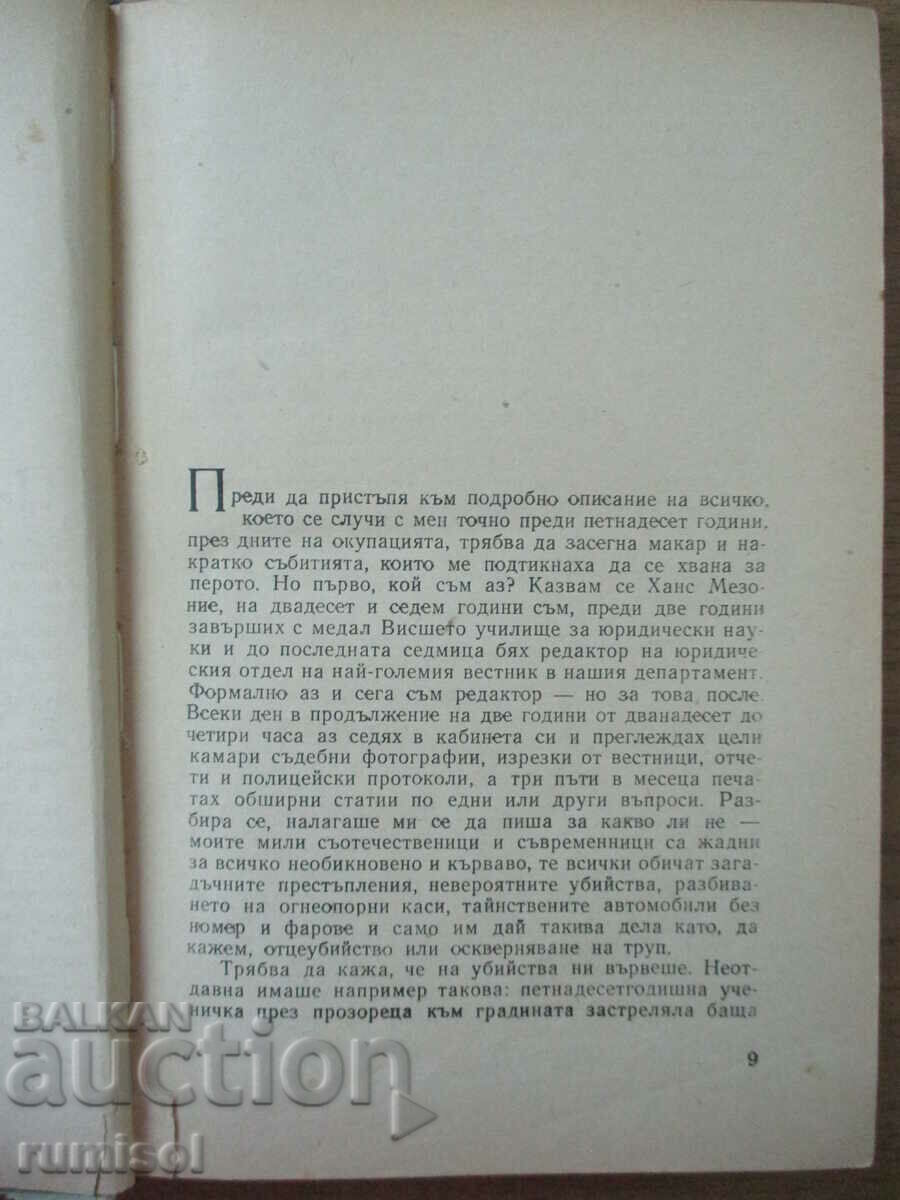 Преди да пристъпя към подробно описание на всичко,
което се случи с мен точно преди петнадесет години,
през дните на окупацията, трябва да засегна макар и на-
кратко събитията, които ме подтикнаха да се хвана за
перото. Но първо, кой съм аз? Казвам се Ханс Мезо-
ние, на двадесет и седем години съм, преди две години
завърших с медал Висшето училище за юридически нау-
ки и до последната седмица бях редактор на юридиче
ския отдел на най-големия вестник в нашия департамент.
Формално аз и сега съм редактор — но за това после.
Всеки ден в продължение на две години от дванадесет до
четири часа аз седях в кабинета си и преглеждах цели
камари съдебни фотографии, изрезки от вестници, отче-
ти и полицейски протоколи, а три пъти в месеца печа-
тах обширни статии по едни или други въпроси. Раз-
бира се, налагаше ми се да пиша за какво ли не —
моите мили съотечественици и съвременници са жадни
за всичко необикновено и кърваво, те всички обичат зага-
дъчните престъпления, невероятните убийства, разбива-
нето на огнеопорни каси, тайнствените автомобили без
номер и фарове и само им дай такива дела като, да
кажем, отцеубийство или оскверняване на труп.
Трябва да кажа, че на убийства ни вървеше. Неот-
давна имаше например такова: петнадесетгодишна уче-
ничка през прозореца към градината застреляла баща
9
BALKAN
auction
rumisol